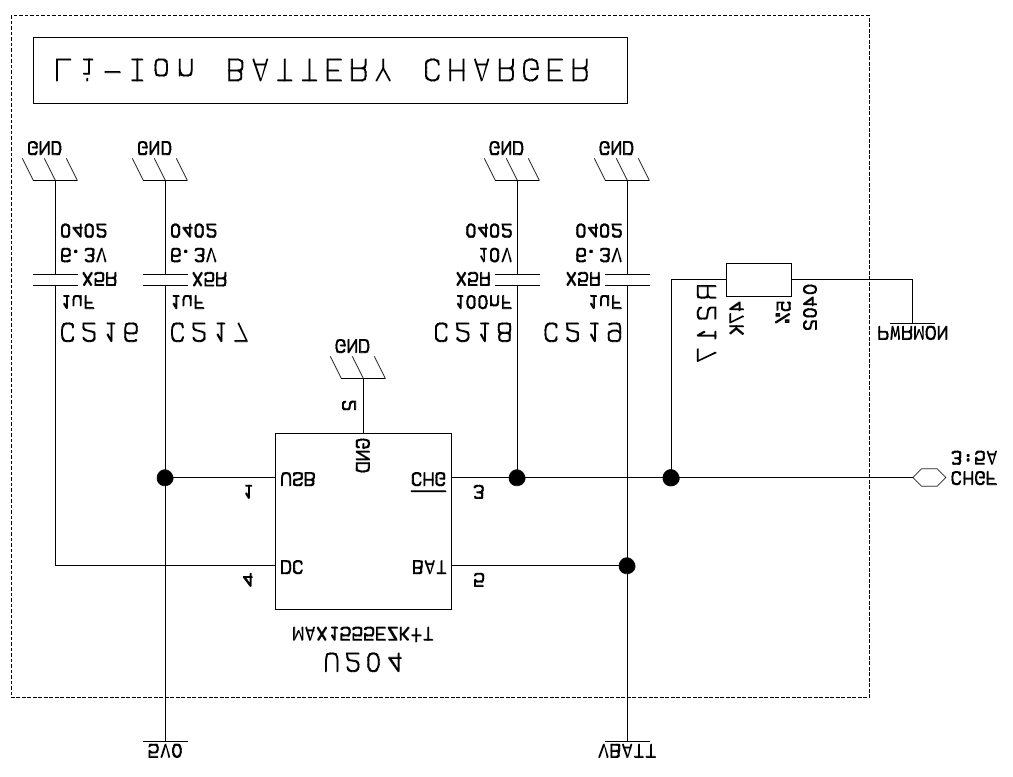 Li-Ion BATTERY CHARGER
GND
GND
GND
GND
0402
6.3V
X5R
1uF
C216
0402
6.3V
X5R
1uF
C217
0402
10V
X5R
100nF
C218
0402
6.3V
X5R
1uF
C219
R217
47K
5%
0402
PWRMON
GND
2
GND
1
USB
CHG
3
3:5A
CHGF
4
DC
BAT
5
MAX1555EZK+T
U204
5V0
VBATT